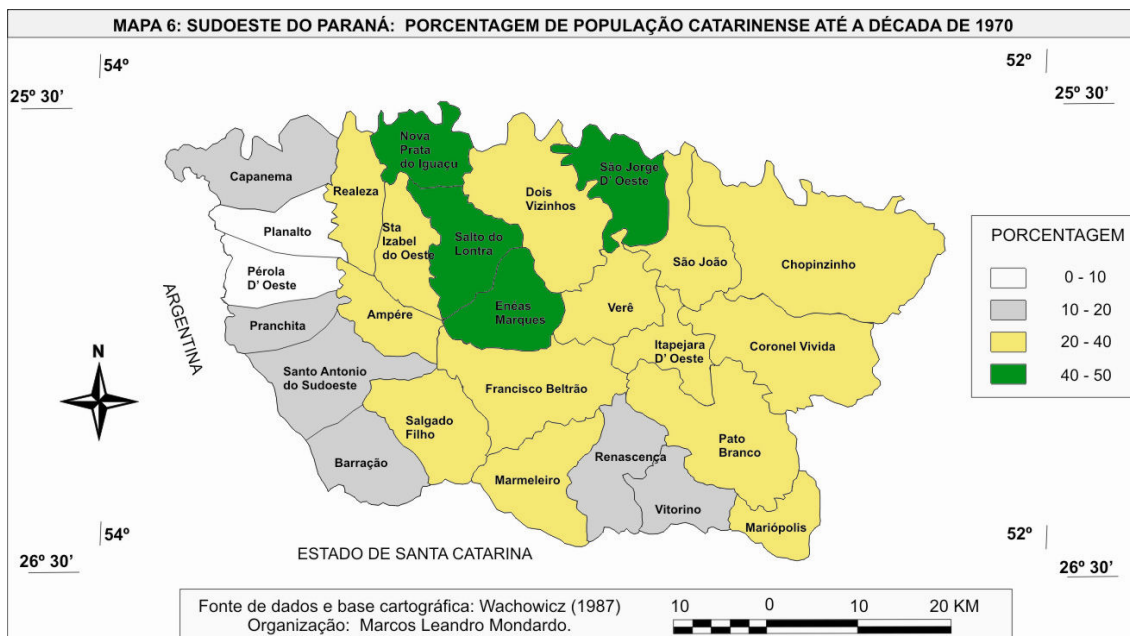 MAPA 6: SUDOESTE DO PARANÁ: PORCENTAGEM DE POPULAÇÃO CATARINENSE ATÉ A DÉCADA DE 1970
54º
52º
25º 30’
25º 30’
Nova
Prata
do Iguaçu
São Jorge
D’ Oeste
Capanema
Realeza
Dois
Vizinhos
Planalto
Sta
Izabel
do Oeste
Salto do
Lontra
São João
Chopinzinho
Pérola
D’ Oeste
Enéas
Marques
Verê
Ampére
Pranchita
Itapejara
D’ Oeste
Coronel Vivida
Santo Antonio
do Sudoeste
Francisco Beltrão
Salgado
Filho
Pato
Branco
Barração
Renascença
Marmeleiro
Vitorino
Mariópolis
ARGENTINA
N
PORCENTAGEM
0 - 10
10 - 20
20 - 40
40 - 50
54º
52º
26º 30’
26º 30’
ESTADO DE SANTA CATARINA
Fonte de dados e base cartográfica: Wachowicz (1987)
Organização: Marcos Leandro Mondardo.
10 0 10 20 KM